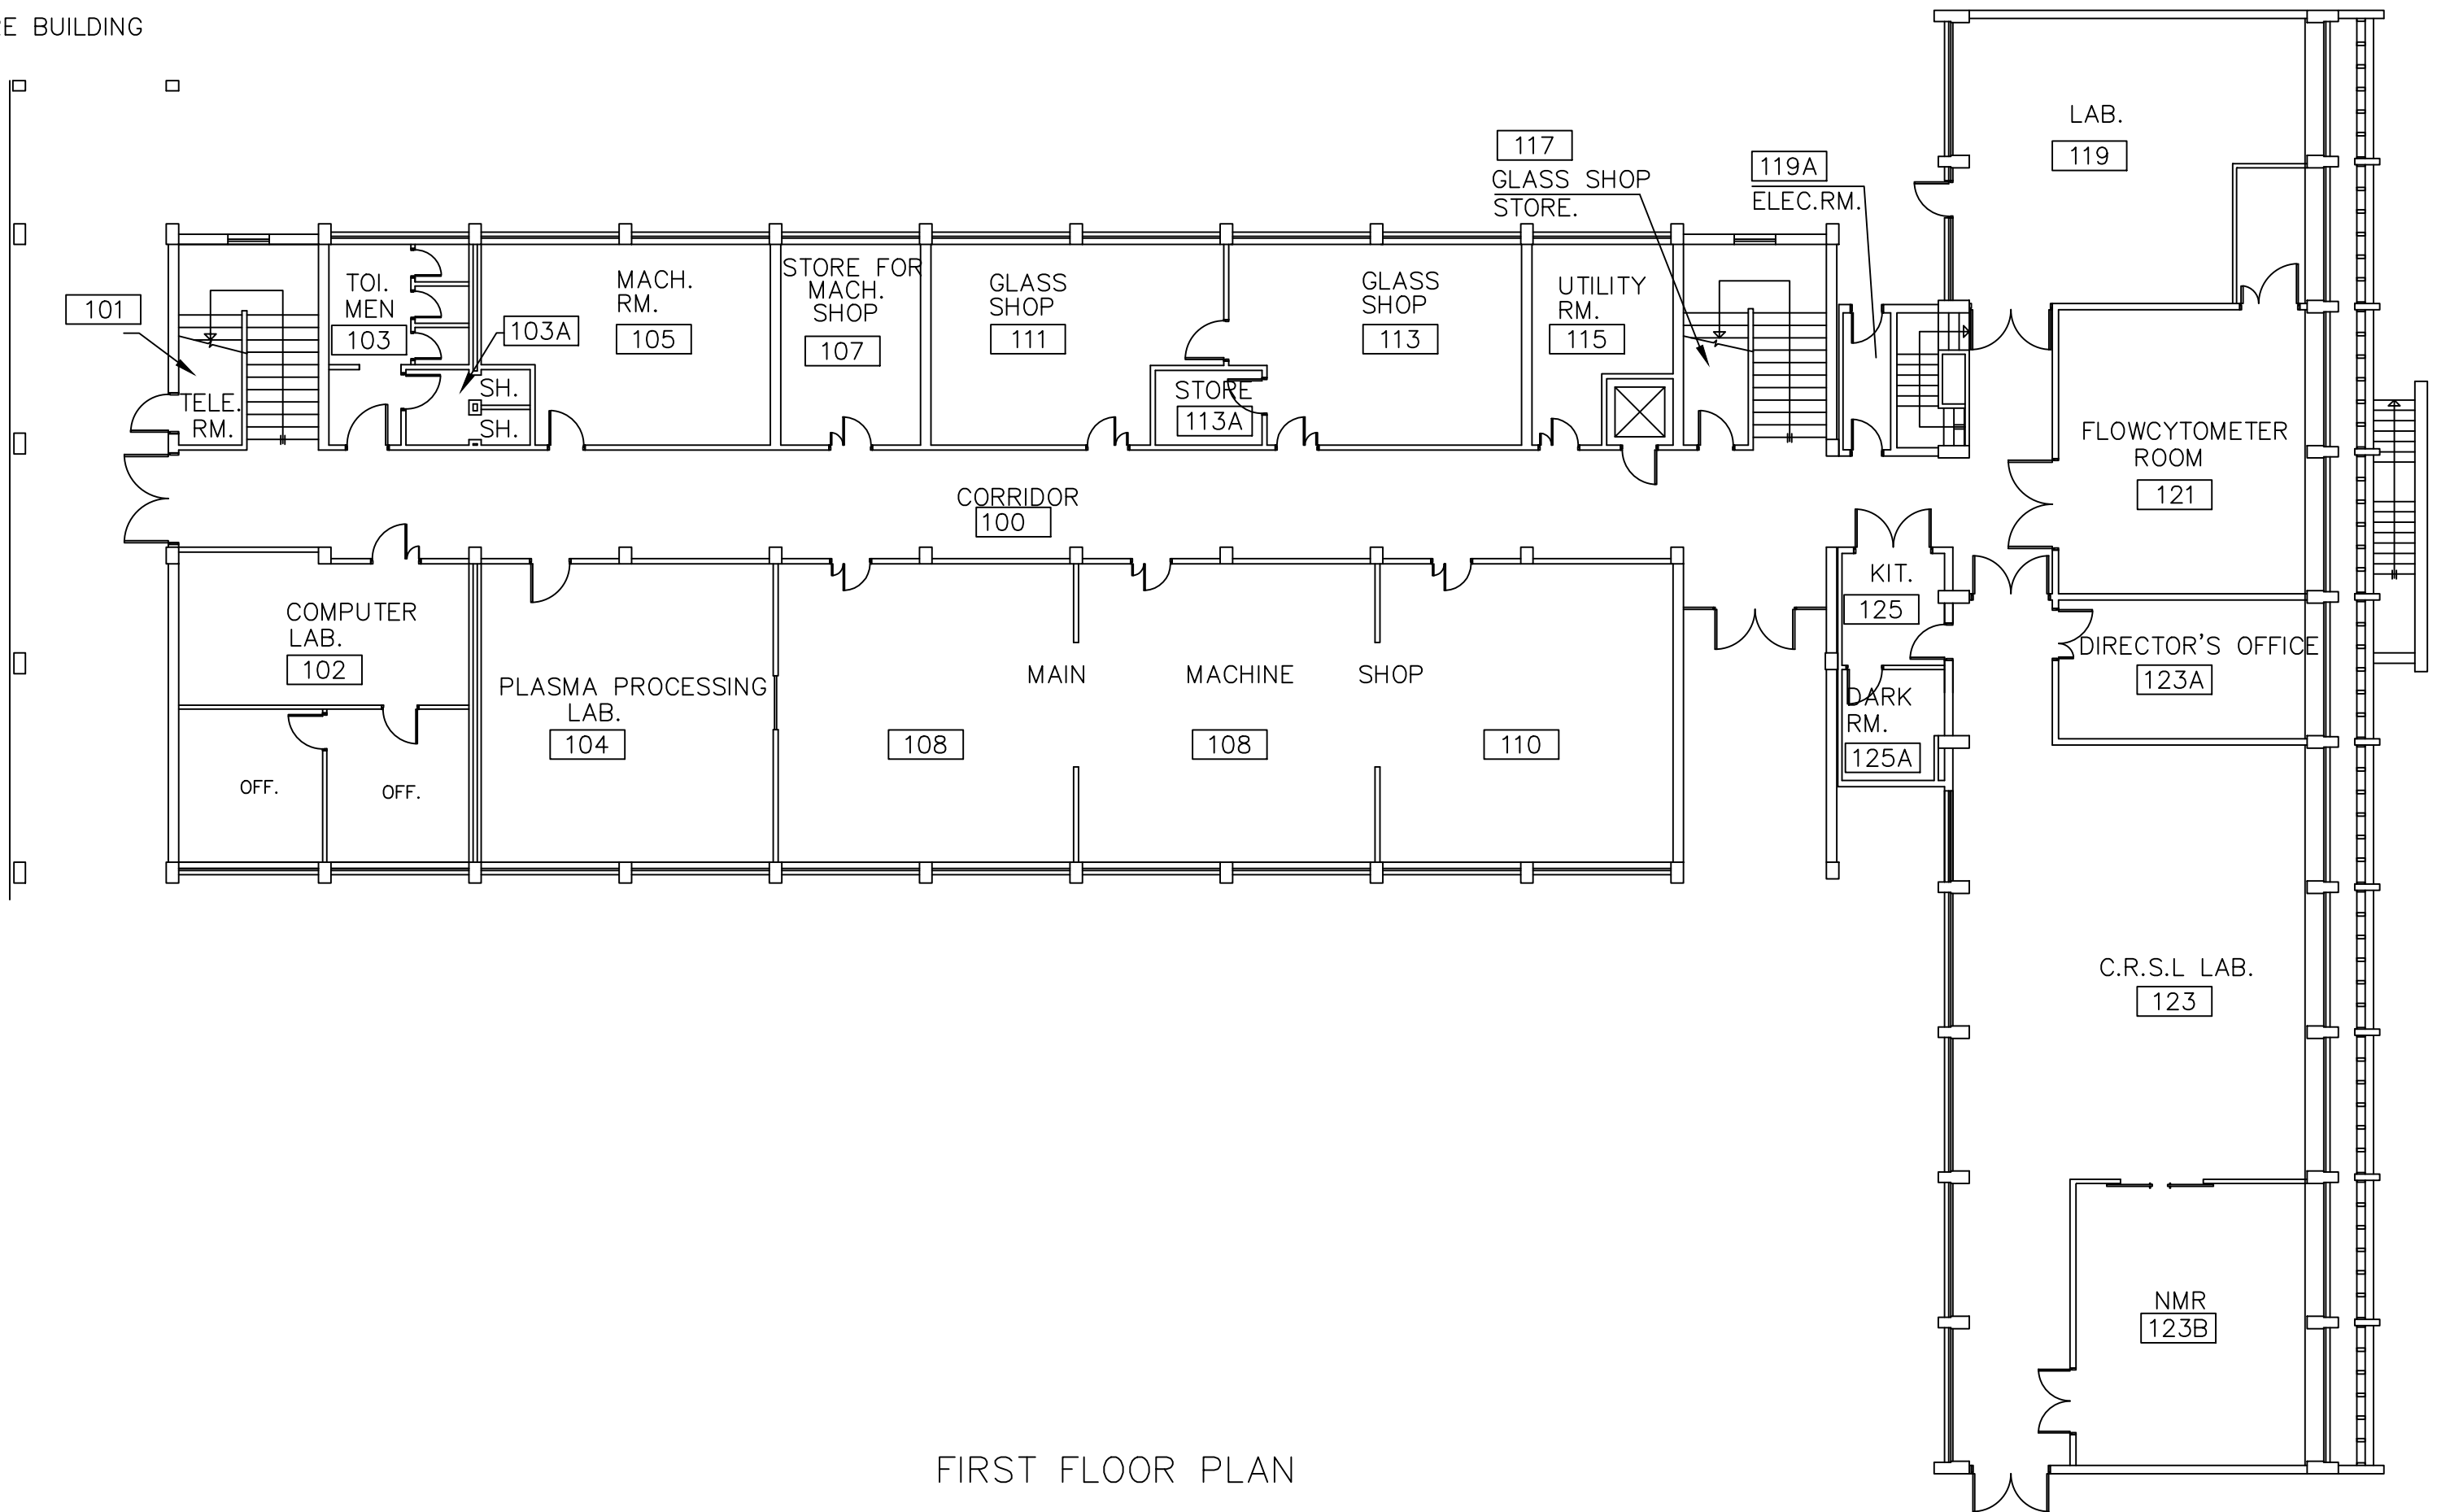 BUILDING
LAB.
119
117
GLASS SHOP
STORE.
119A
ELEC.RM.
101
TELE.
RM.
TOI.
MEN
103
103A
SH.
SH.
MACH.
RM.
105
STORE FOR
MACH.
SHOP
107
GLASS
SHOP
111
STORE
113A
GLASS
SHOP
113
UTILITY
RM.
115
FLOWCYTOMETER
ROOM
121
CORRIDOR
100
COMPUTER
LAB.
102
OFF.
OFF.
PLASMA PROCESSING
LAB.
104
MAIN MACHINE SHOP
108
108
110
KIT.
125
DARK
RM.
125A
DIRECTOR'S OFFICE
123A
C.R.S.L LAB.
123
NMR
123B
FIRST FLOOR PLAN